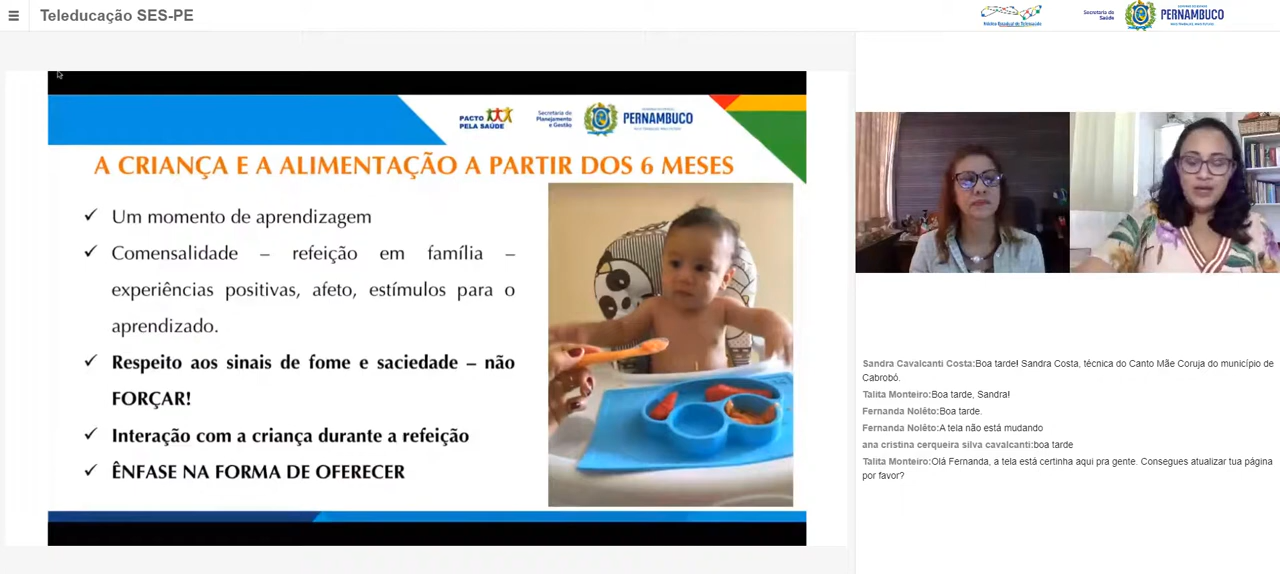 Teleducação SES-PE
Secretaria de
Saúde
PERNAMBUCO
PACTO
PELA SAÚDE
Secretaria de
Planejamento
e Gestão
PERNAMBUCO
A CRIANÇA E A ALIMENTAÇÃO A PARTIR DOS 6 MESES
Um momento de aprendizagem
Comensalidade – refeição em família –
experiências positivas, afeto, estímulos para o
aprendizado.
Respeito aos sinais de fome e saciedade – não
FORÇAR!
Interação com a criança durante a refeição
ÊNFASE NA FORMA DE OFERECER
Sandra Cavalcanti Costa:Boa tarde! Sandra Costa, técnica do Canto Mãe Coruja do município de
Cabrobó.
Talita Monteiro:Boa tarde, Sandra!
Fernanda Nolêto:Boa tarde.
Fernanda Nolêto:A tela não está mudando
ana cristina cerqueira silva cavalcanti:boa tarde
Talita Monteiro:Olá Fernanda, a tela está certinha aqui pra gente. Consegues atualizar tua página
por favor?